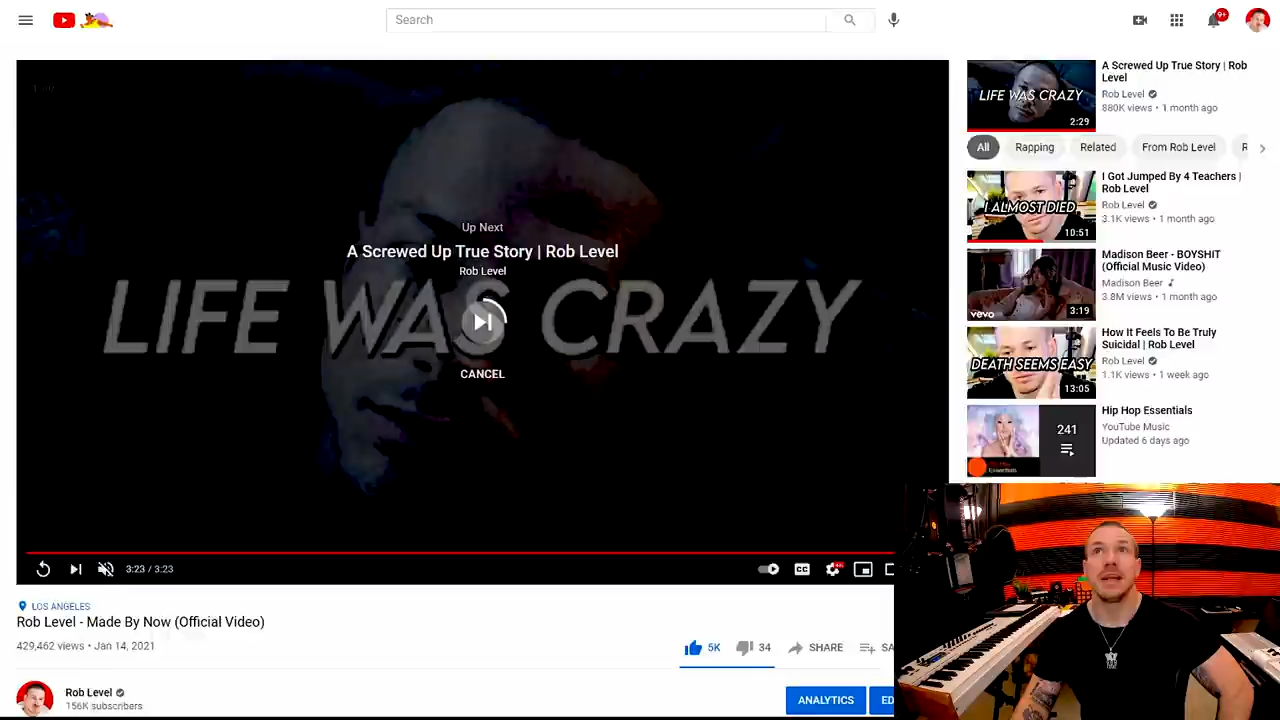 Search
9+
Up Next
A Screwed Up True Story | Rob Level
Rob Level
LIFE WAS CRAZY
CANCEL
3:23 / 3:23
CC
LOS ANGELES
Rob Level - Made By Now (Official Video)
429,462 views • Jan 14, 2021
5K
34
SHARE
SA
Rob Level
156K subscribers
ANALYTICS
ED
LIFE WAS CRAZY
2:29
A Screwed Up True Story | Rob
Level
Rob Level
880K views • 1 month ago
All
Rapping
Related
From Rob Level
R
I ALMOST DIED
10:51
I Got Jumped By 4 Teachers |
Rob Level
Rob Level
3.1K views • 1 month ago
vevo
3:19
Madison Beer - BOYSHIT
(Official Music Video)
Madison Beer
3.8M views • 11 month ago
DEATH SEEMS EASY
13:05
How It Feels To Be Truly
Suicidal | Rob Level
Rob Level
1.1K views • 1 week ago
241
Hip Hop Essentials
YouTube Music
Updated 6 days ago